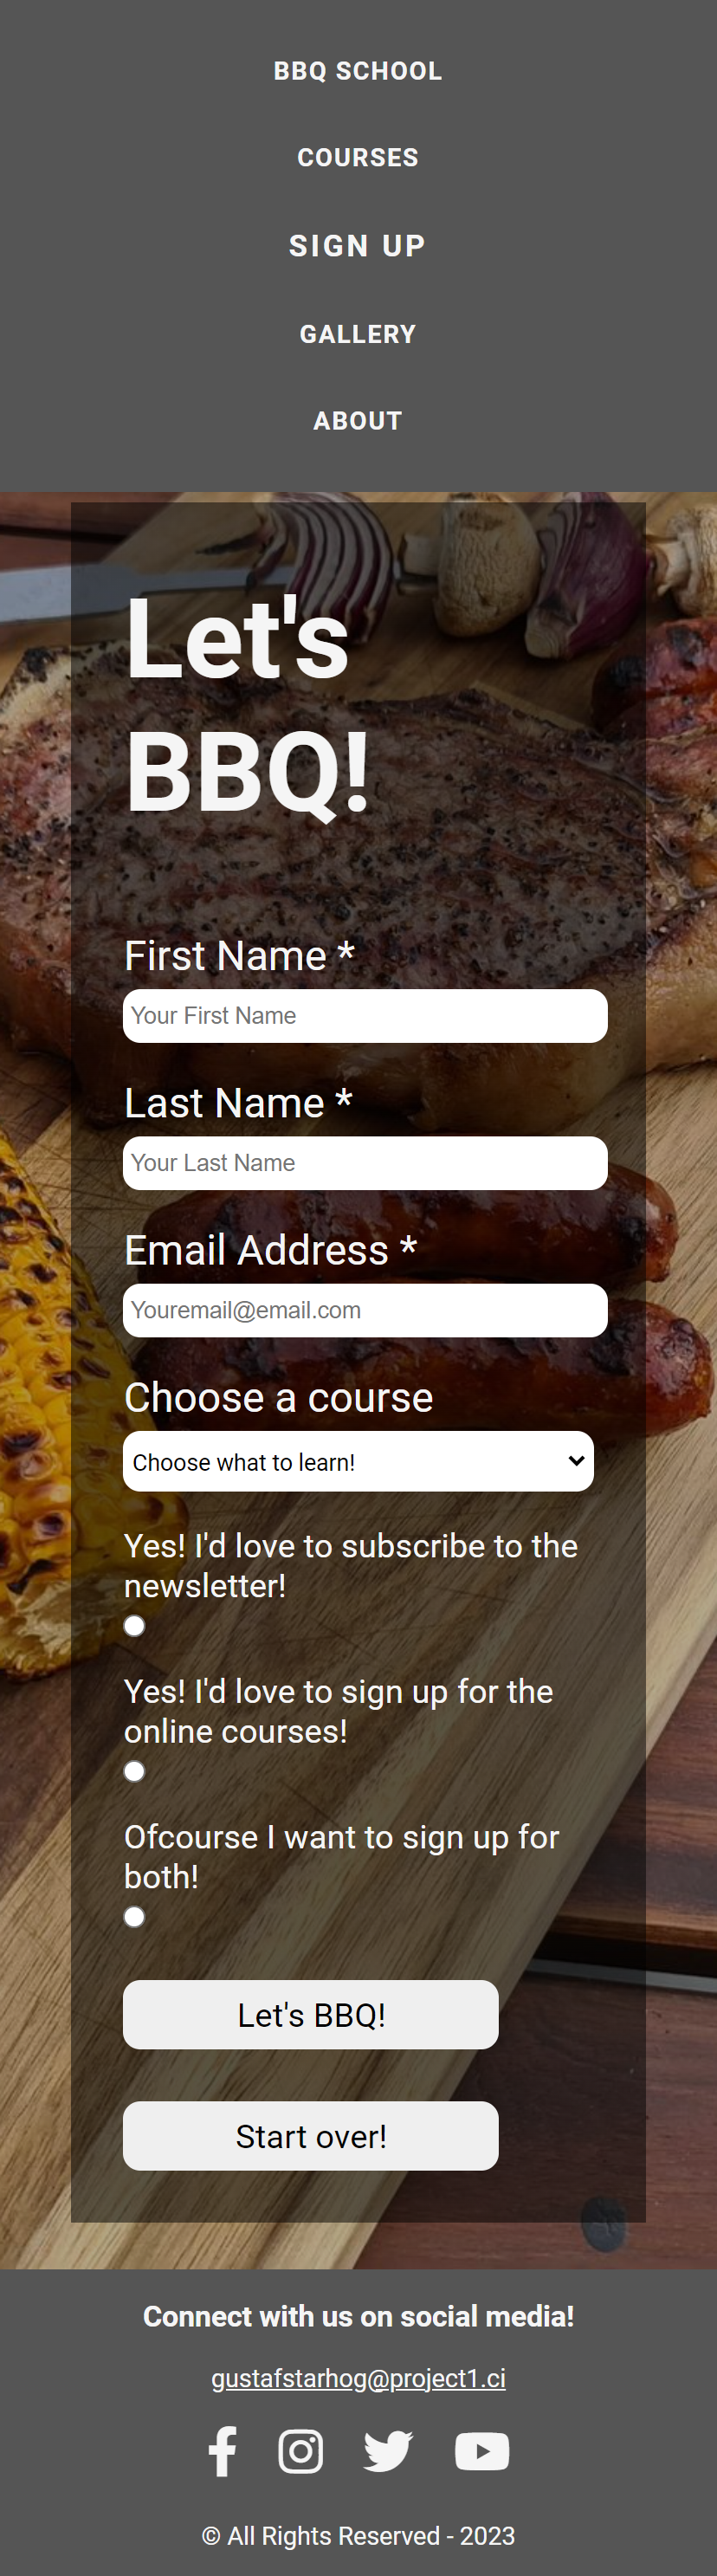 BBQ SCHOOL
COURSES
SIGN UP
GALLERY
ABOUT
Let's
BBQ!
First Name *
Your First Name
Last Name *
Your Last Name
Email Address *
Youremail@email.com
Choose a course
Choose what to learn!
Yes! I'd love to subscribe to the
newsletter!
Yes! I'd love to sign up for the
online courses!
Ofcourse I want to sign up for
both!
Let's BBQ!
Start over!
Connect with us on social media!
gustafstarhog@project1.ci
© All Rights Reserved - 2023